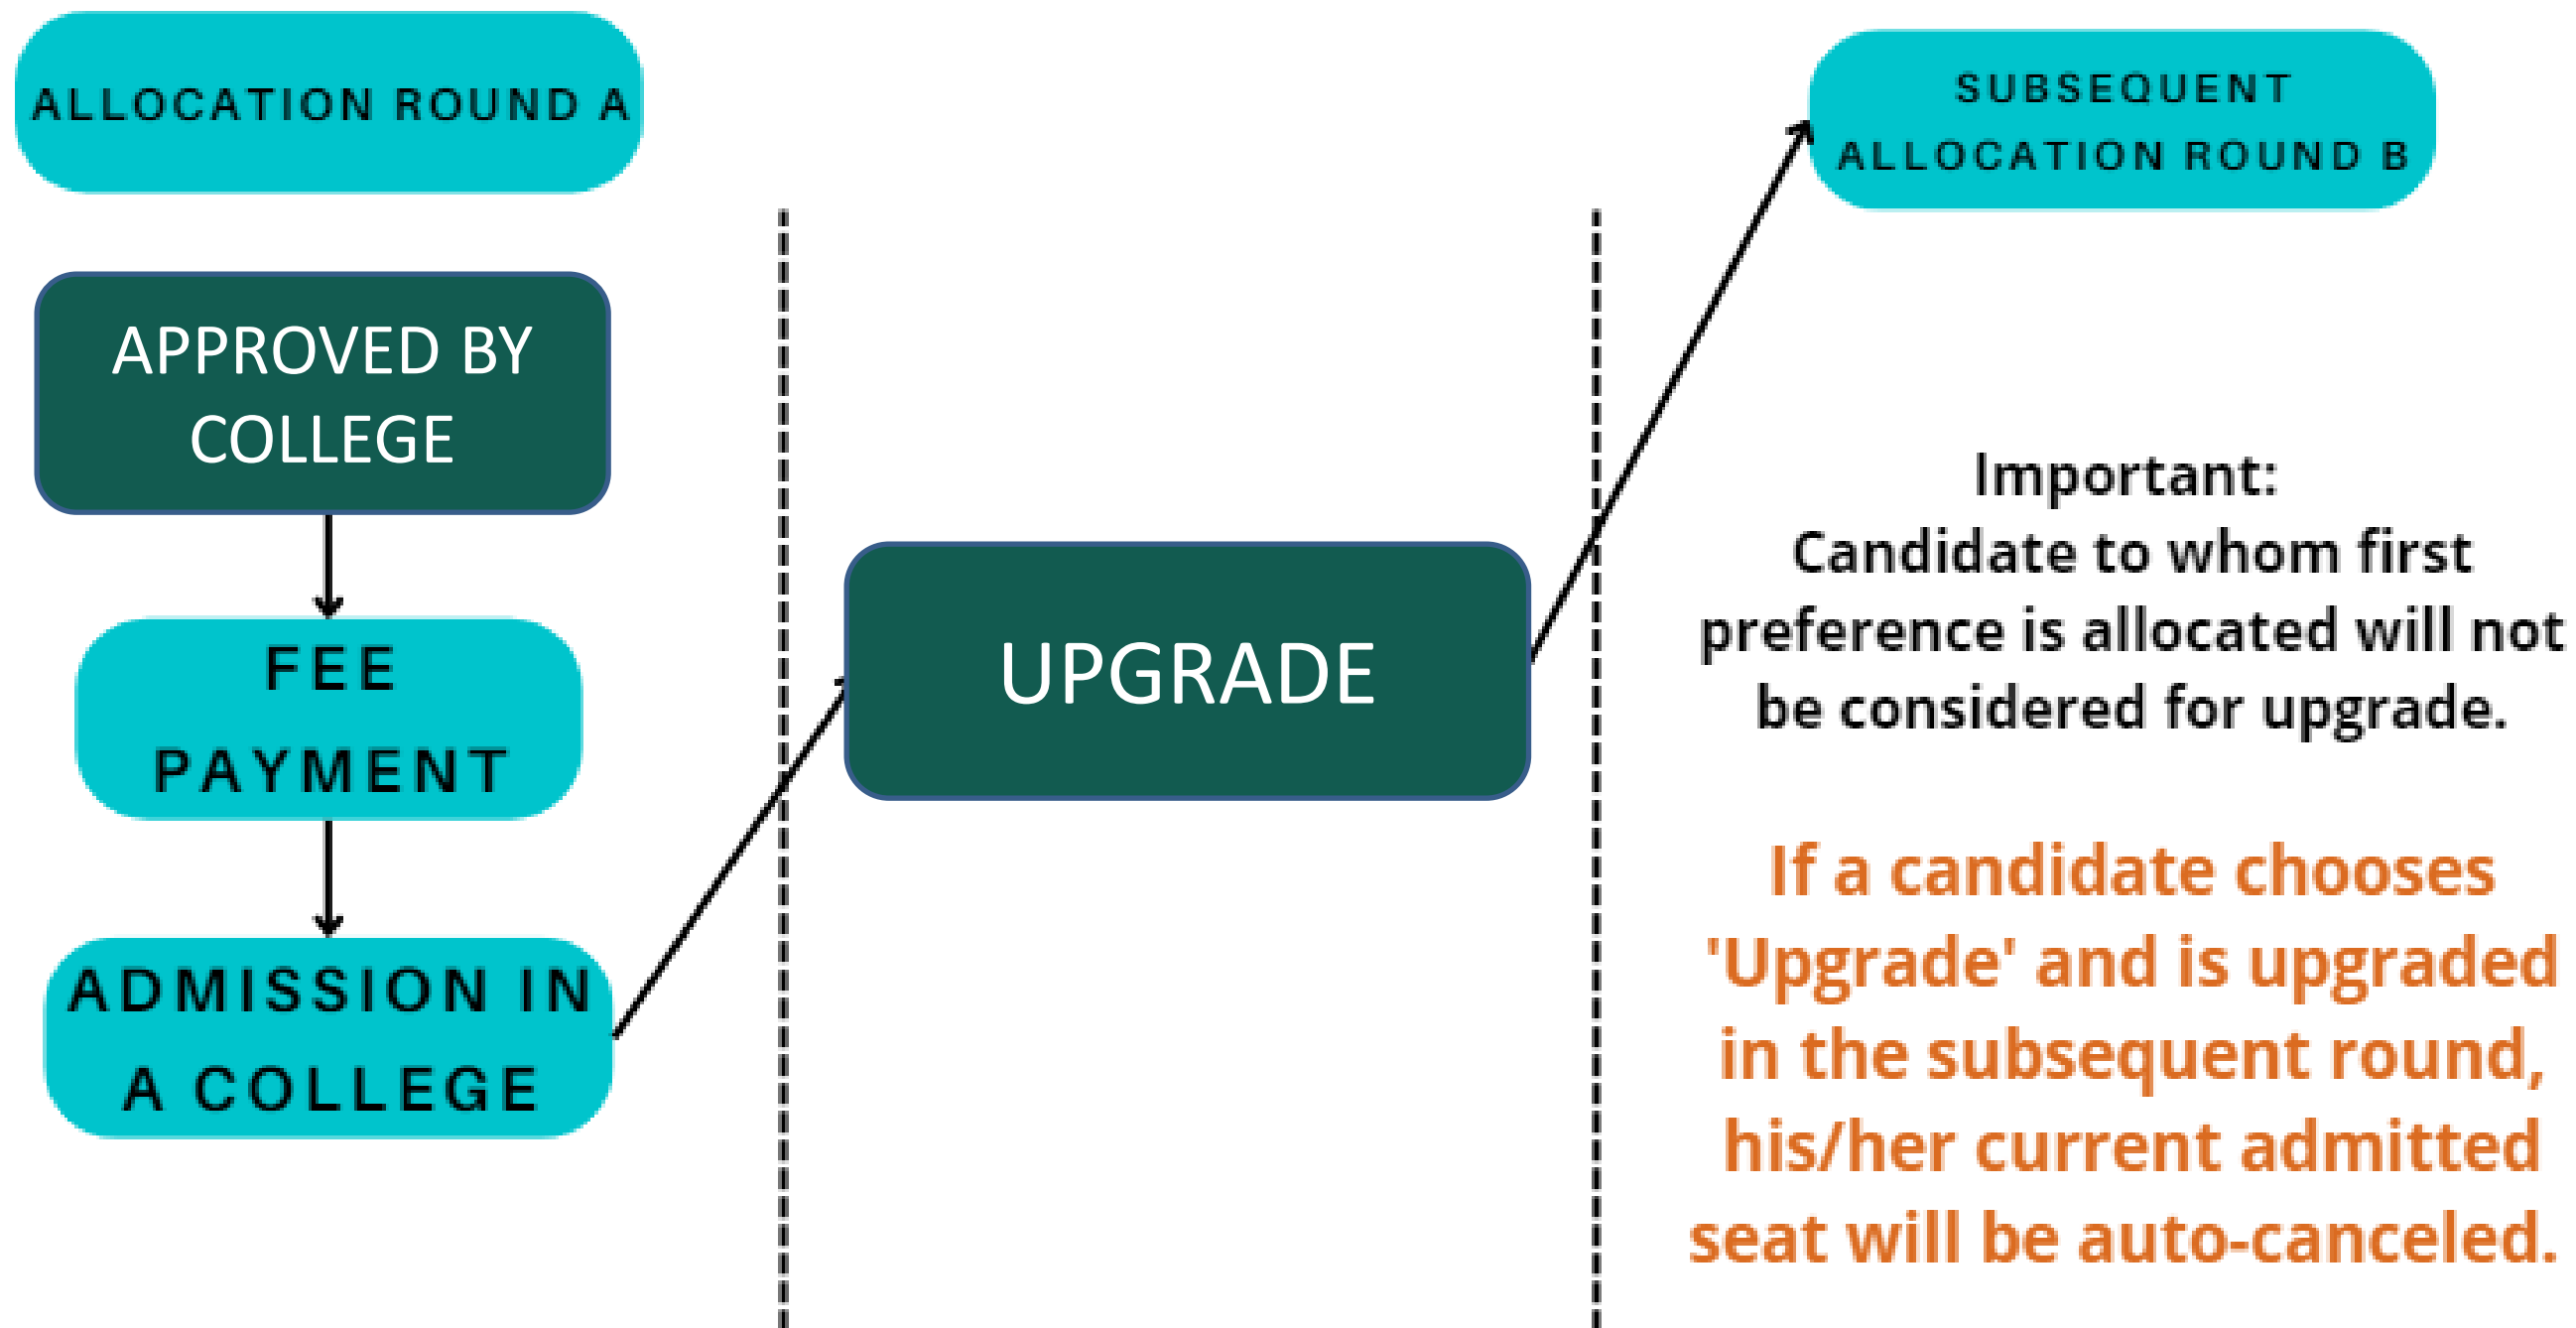 ALLOCATION ROUND A
APPROVED BY
COLLEGE
FEE
PAYMENT
ADMISSION IN
A COLLEGE
UPGRADE
SUBSEQUENT
ALLOCATION ROUND B
Important:
Candidate to whom first
preference is allocated will not
be considered for upgrade.
If a candidate chooses
'Upgrade' and is upgraded
in the subsequent round,
his/her current admitted
seat will be auto-canceled.